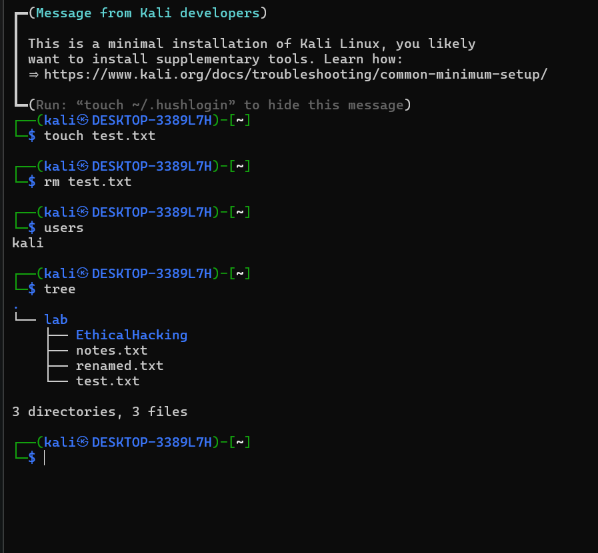 ┏━(Message from Kali developers)
┃
┃ This is a minimal installation of Kali Linux, you likely
┃ want to install supplementary tools. Learn how:
┃ ⇒ https://www.kali.org/docs/troubleshooting/common-minimum-setup/
┃
┗━(Run: “touch ~/.hushlogin” to hide this message)
┌──(kali㉿DESKTOP-3389L7H)-[~]
└─$ touch test.txt

┌──(kali㉿DESKTOP-3389L7H)-[~]
└─$ rm test.txt

┌──(kali㉿DESKTOP-3389L7H)-[~]
└─$ users
kali

┌──(kali㉿DESKTOP-3389L7H)-[~]
└─$ tree
.
└── lab
    ├── EthicalHacking
    ├── notes.txt
    ├── renamed.txt
    └── test.txt

3 directories, 3 files

┌──(kali㉿DESKTOP-3389L7H)-[~]
└─$